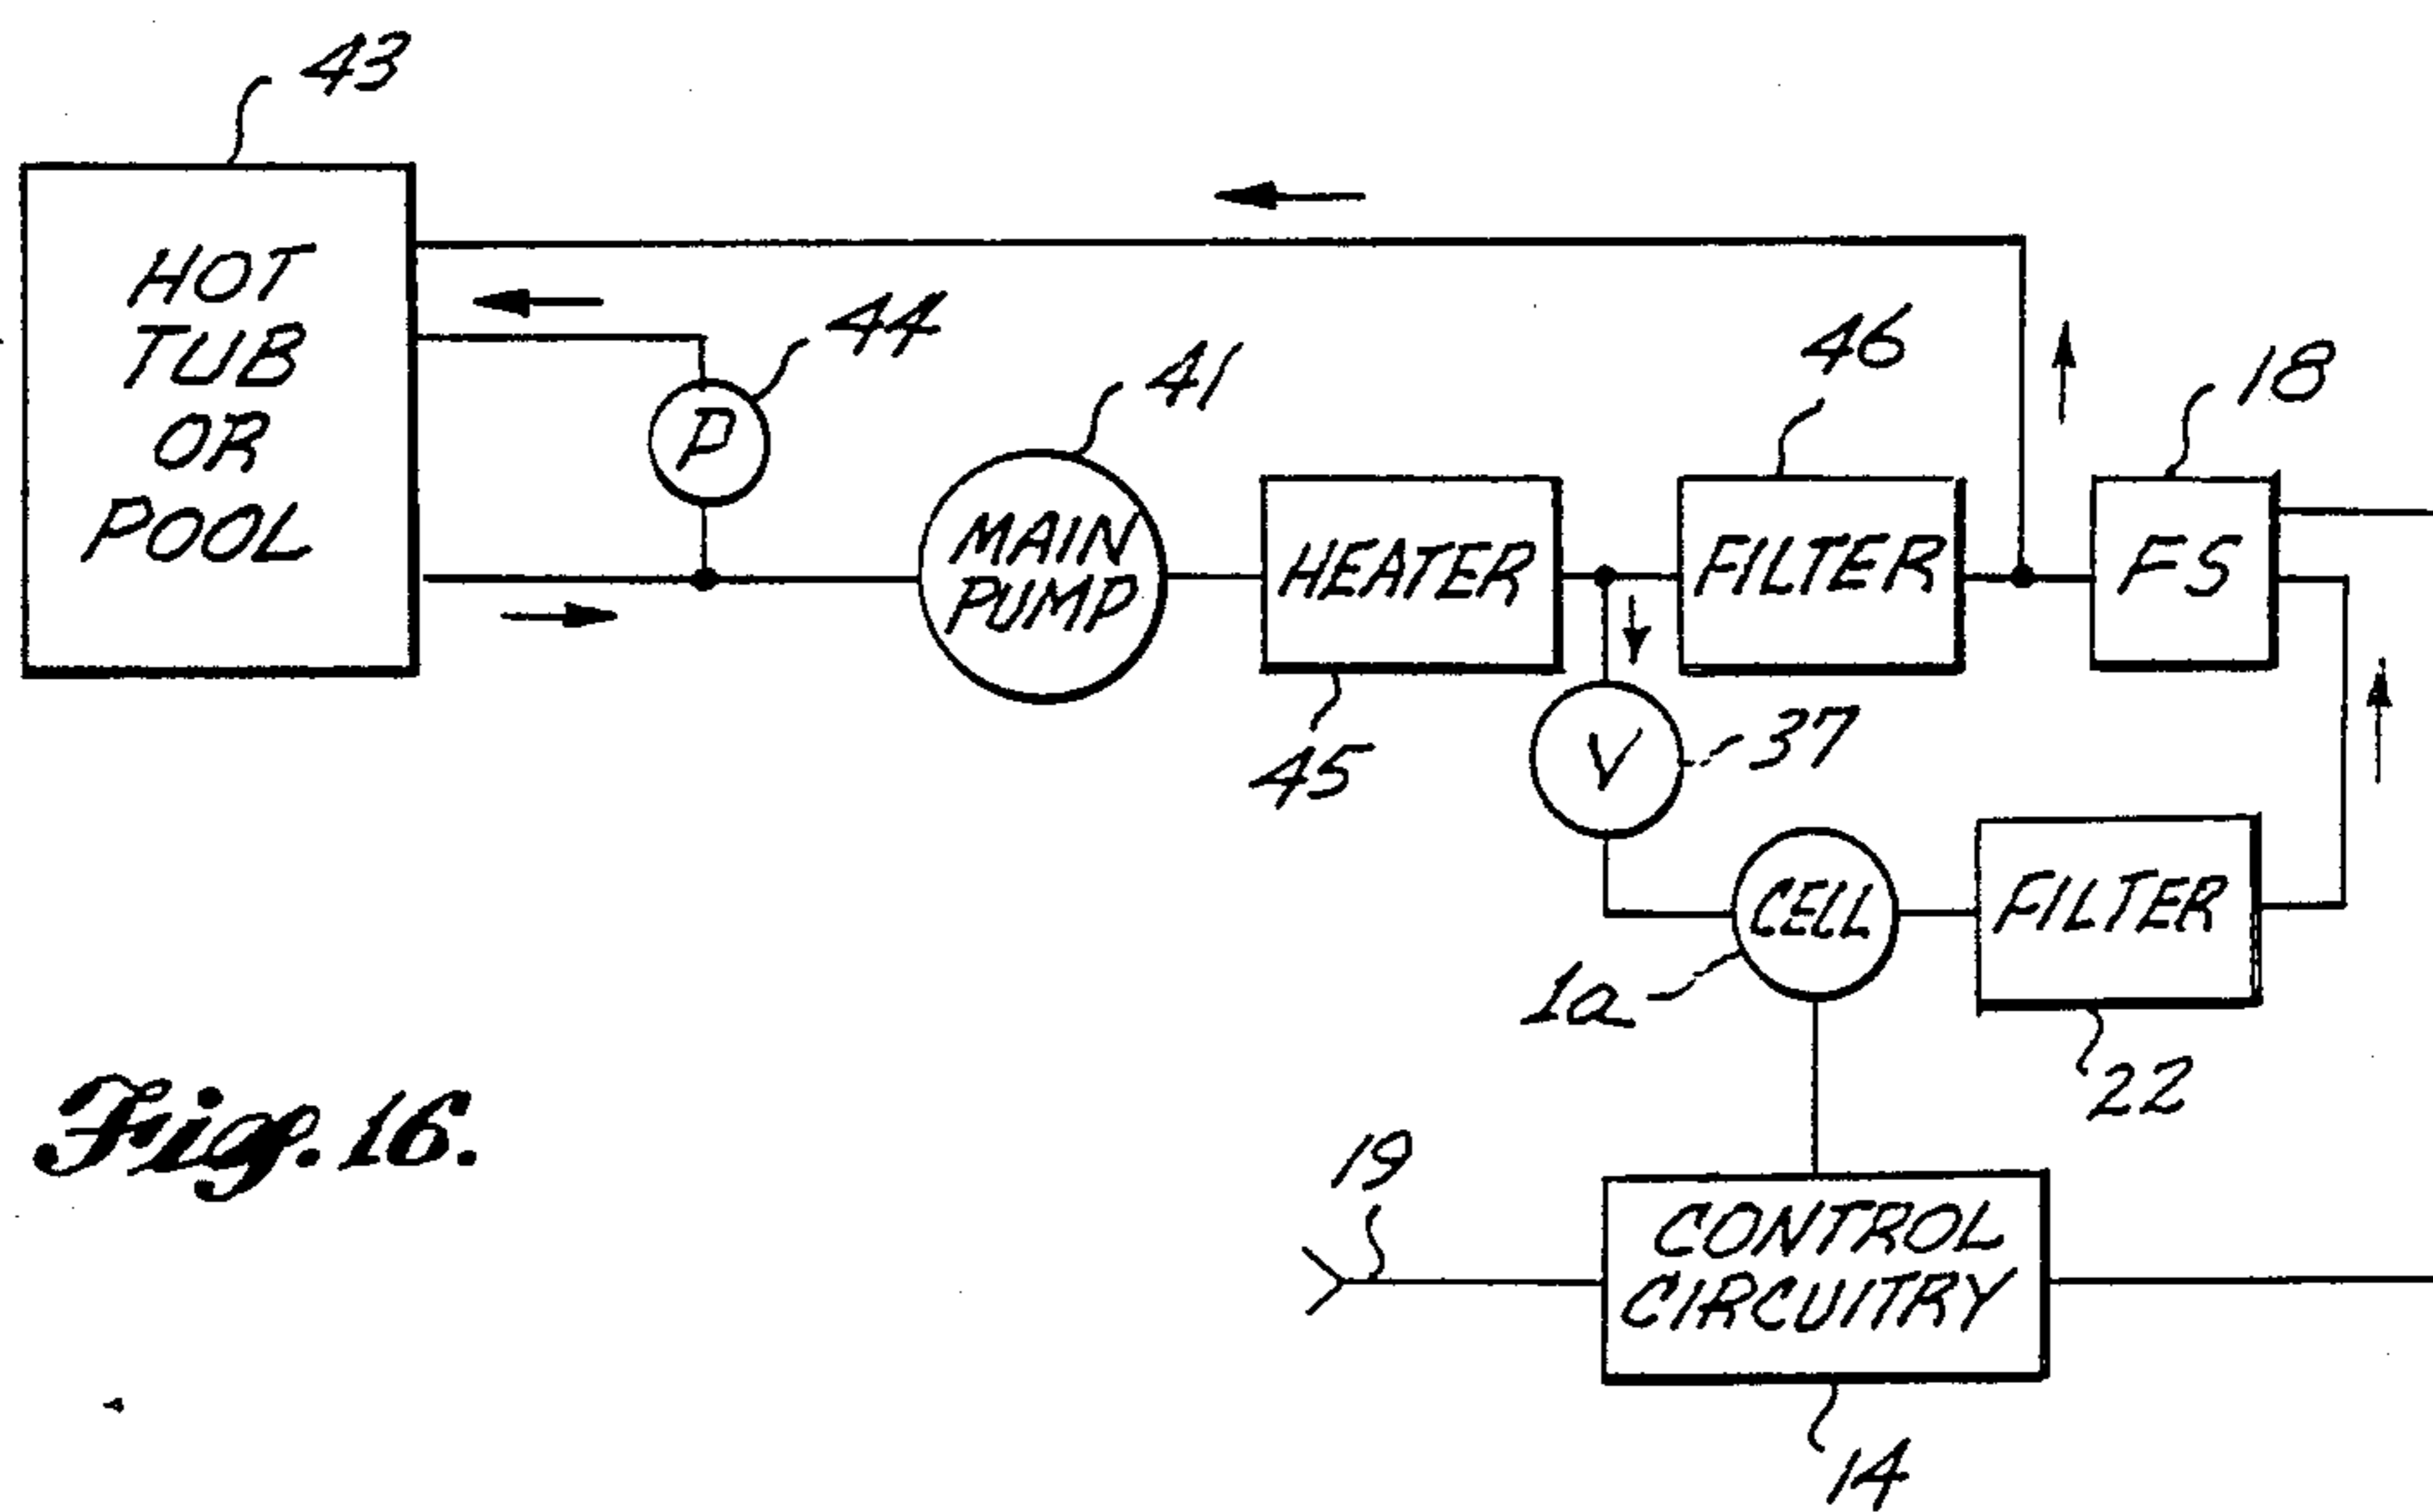 43
HOT
TUB
OR
POOL
44
P
41
MAIN
PUMP
HEATER
45
46
FILTER
18
FS
V
37
CELL
1a
FILTER
22
19
CONTROL
CIRCUITRY
14
Fig. 16.